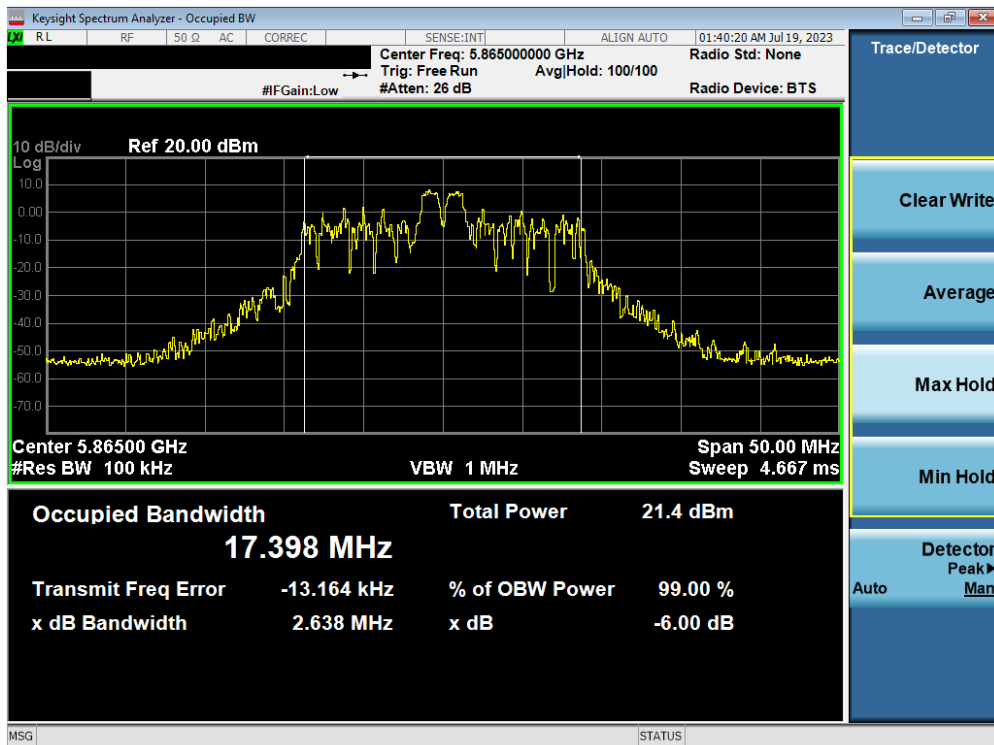 Keysight Spectrum Analyzer - Occupied BW
LXI RL RF 50 Ω AC CORREC SENSE:INT ALIGN AUTO 01:40:20 AM Jul 19, 2023
Center Freq: 5.865000000 GHz Radio Std: None
Trig: Free Run Avg|Hold: 100/100
#IFGain:Low #Atten: 26 dB Radio Device: BTS
Trace/Detector
10 dB/div Ref 20.00 dBm
Log
10.0
0.00
-10.0
-20.0
-30.0
-40.0
-50.0
-60.0
-70.0
Center 5.86500 GHz Span 50.00 MHz
#Res BW 100 kHz VBW 1 MHz Sweep 4.667 ms
Occupied Bandwidth Total Power 21.4 dBm
17.398 MHz
Transmit Freq Error -13.164 kHz % of OBW Power 99.00 %
x dB Bandwidth 2.638 MHz x dB -6.00 dB
Clear Write
Average
Max Hold
Min Hold
Detector
Peak▶
Auto Man
MSG STATUS